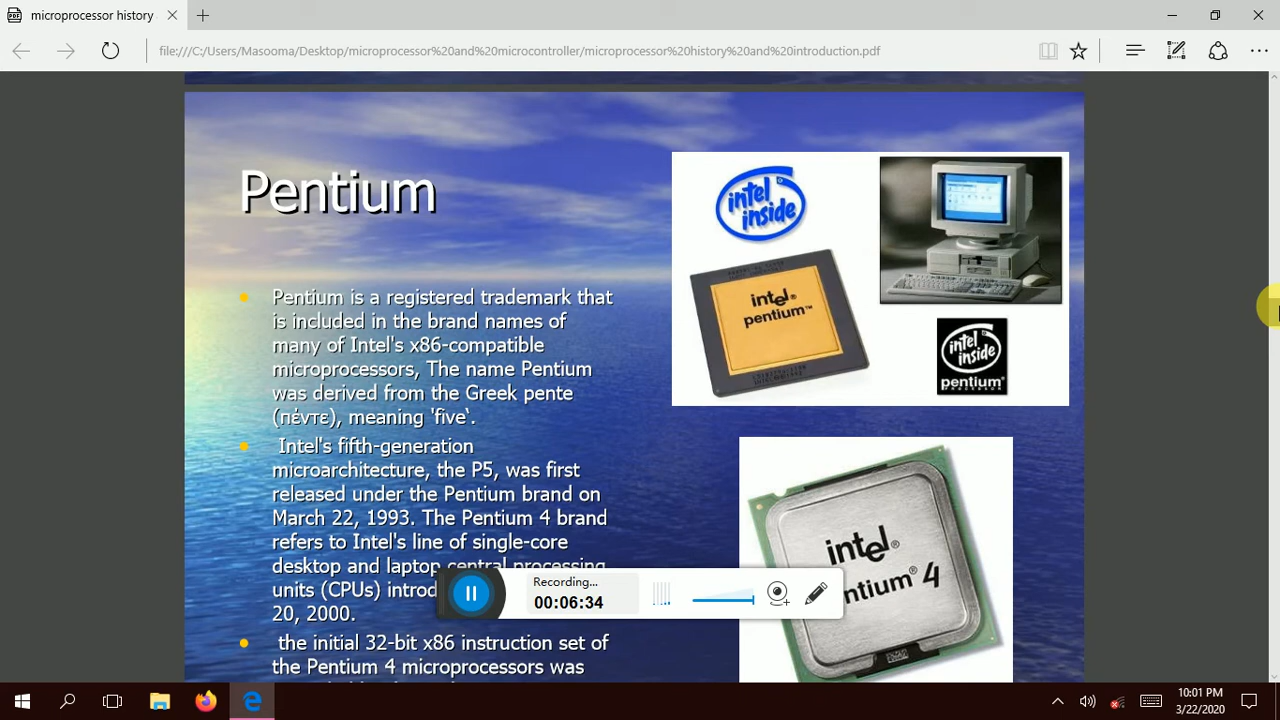 microprocessor history
file:///C:/Users/Masooma/Desktop/microprocessor%20and%20microcontroller/microprocessor%20history%20and%20introduction.pdf
Pentium
Pentium is a registered trademark that
is included in the brand names of
many of Intel's x86-compatible
microprocessors, The name Pentium
was derived from the Greek pente
(πέντε), meaning 'five'.
Intel's fifth-generation
microarchitecture, the P5, was first
released under the Pentium brand on
March 22, 1993. The Pentium 4 brand
refers to Intel's line of single-core
desktop and laptop central processing
units (CPUs)
20, 2000.
the initial 32-bit x86 instruction set of
the Pentium 4 microprocessors was
intel
inside
intel®
pentium™
intel
inside
pentium®
intel®
ntium® 4
Recording...
00:06:34
10:01 PM
3/22/2020